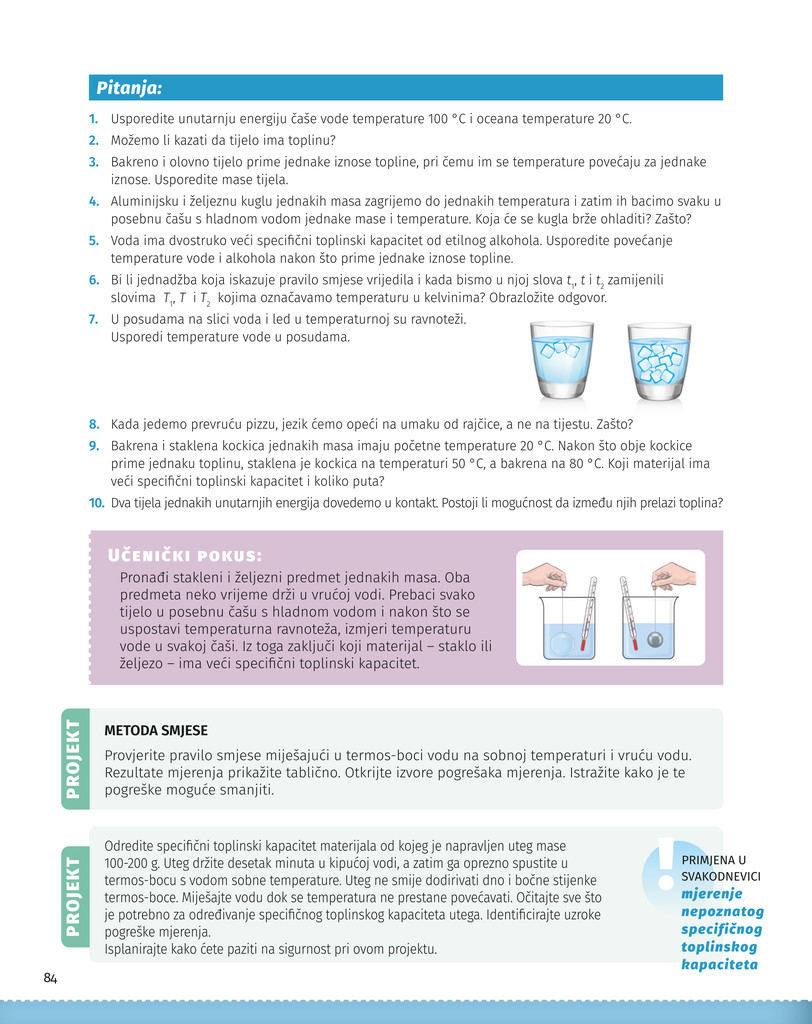 Pitanja:
1. Usporedite unutarnju energiju čaše vode temperature 100 °C i oceana temperature 20 °C.
2. Možemo li kazati da tijelo ima toplinu?
3. Bakreno i olovno tijelo prime jednake iznose topline, pri čemu im se temperature povećaju za jednake
iznose. Usporedite mase tijela.
4. Aluminijsku i željeznu kuglu jednakih masa zagrijemo do jednakih temperatura i zatim ih bacimo svaku u
posebnu čašu s hladnom vodom jednake mase i temperature. Koja će se kugla brže ohladiti? Zašto?
5. Voda ima dvostruko veći specifični toplinski kapacitet od etilnog alkohola. Usporedite povećanje
temperature vode i alkohola nakon što prime jednake iznose topline.
6. Bi li jednadžba koja iskazuje pravilo smjese vrijedila i kada bismo u njoj slova t₁, t i t₂ zamijenili
slovima T₁, T i T₂ kojima označavamo temperaturu u kelvinima? Obrazložite odgovor.
7. U posudama na slici voda i led u temperaturnoj su ravnoteži.
Usporedi temperature vode u posudama.
8. Kada jedemo prevruću pizzu, jezik ćemo opeći na umaku od rajčice, a ne na tijestu. Zašto?
9. Bakrena i staklena kockica jednakih masa imaju početne temperature 20 °C. Nakon što obje kockice
prime jednaku toplinu, staklena je kockica na temperaturi 50 °C, a bakrena na 80 °C. Koji materijal ima
veći specifični toplinski kapacitet i koliko puta?
10. Dva tijela jednakih unutarnjih energija dovedemo u kontakt. Postoji li mogućnost da između njih prelazi toplina?
Učenički pokus:
Pronađi stakleni i željezni predmet jednakih masa. Oba
predmeta neko vrijeme drži u vrućoj vodi. Prebaci svako
tijelo u posebnu čašu s hladnom vodom i nakon što se
uspostavi temperaturna ravnoteža, izmjeri temperaturu
vode u svakoj čaši. Iz toga zaključi koji materijal – staklo ili
željezo – ima veći specifični toplinski kapacitet.
PROJEKT
METODA SMJESE
Provjerite pravilo smjese miješajući u termos-boci vodu na sobnoj temperaturi i vruću vodu.
Rezultate mjerenja prikažite tablično. Otkrijte izvore pogrešaka mjerenja. Istražite kako je te
pogreške moguće smanjiti.
PROJEKT
Odredite specifični toplinski kapacitet materijala od kojeg je napravljen uteg mase
100-200 g. Uteg držite desetak minuta u kipućoj vodi, a zatim ga oprezno spustite u
termos-bocu s vodom sobne temperature. Uteg ne smije dodirivati dno i bočne stijenke
termos-boce. Miješajte vodu dok se temperatura ne prestane povećavati. Očitajte sve što
je potrebno za određivanje specifičnog toplinskog kapaciteta utega. Identificirajte uzroke
pogreške mjerenja.
Isplanirajte kako ćete paziti na sigurnost pri ovom projektu.
!
PRIMJENA U
SVAKODNEVICI
mjerenje
nepoznatog
specifičnog
toplinskog
kapaciteta
84